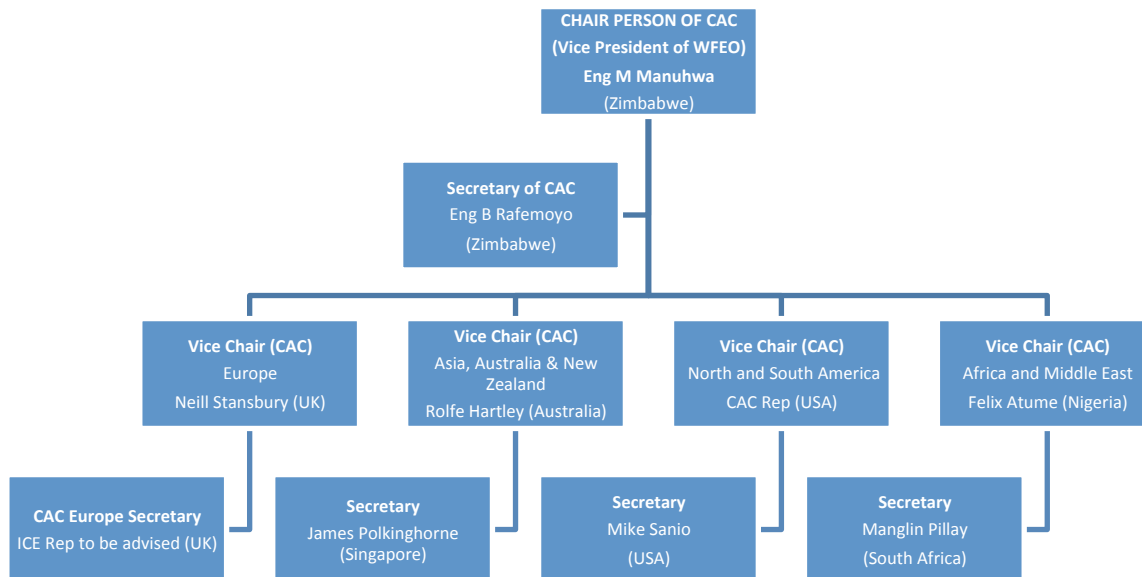 CHAIR PERSON OF CAC
(Vice President of WFEO)
Eng M Manuhwa
(Zimbabwe)
Secretary of CAC
Eng B Rafemoyo
(Zimbabwe)
Vice Chair (CAC)
Europe
Neill Stansbury (UK)
Vice Chair (CAC)
Asia, Australia & New
Zealand
Rolfe Hartley (Australia)
Vice Chair (CAC)
North and South America
CAC Rep (USA)
Vice Chair (CAC)
Africa and Middle East
Felix Atume (Nigeria)
CAC Europe Secretary
ICE Rep to be advised (UK)
Secretary
James Polkinghorne
(Singapore)
Secretary
Mike Sanio
(USA)
Secretary
Manglin Pillay
(South Africa)